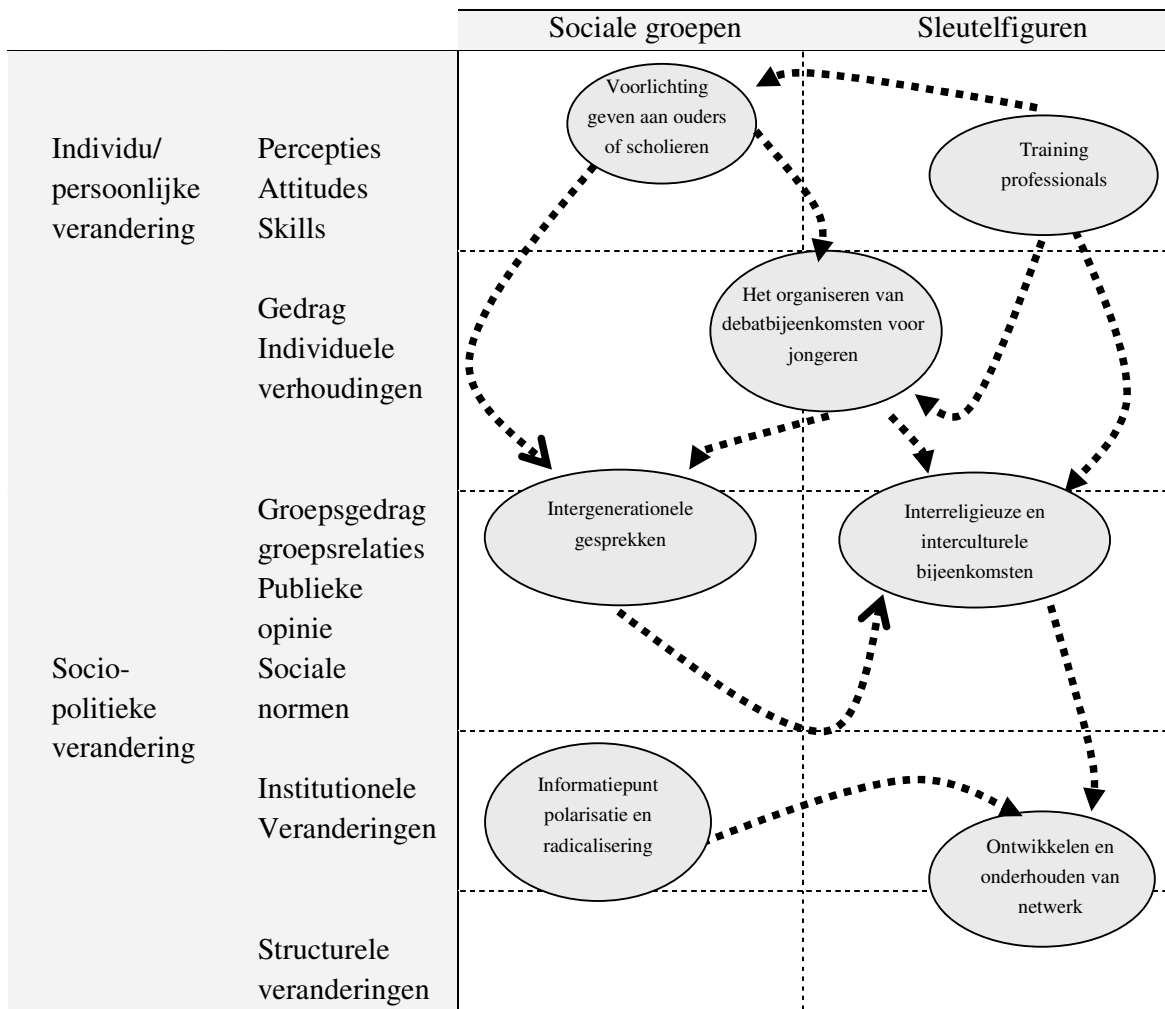 Sociale groepen
Sleutelfiguren
Individu/
persoonlijke
verandering
Percepties
Attitudes
Skills
Voorlichting
geven aan ouders
of scholieren
Training
professionals
Gedrag
Individuele
verhoudingen
Het organiseren van
debatbijeenkomsten voor
jongeren
Groepsgedrag
groepsrelaties
Publieke
opinie
Sociale
normen
Intergenerationele
gesprekken
Interreligieuze en
interculturele
bijeenkomsten
Socio-
politieke
verandering
Institutionele
Veranderingen
Informatiepunt
polarisatie en
radicalisering
Ontwikkelen en
onderhouden van
netwerk
Structurele
veranderingen